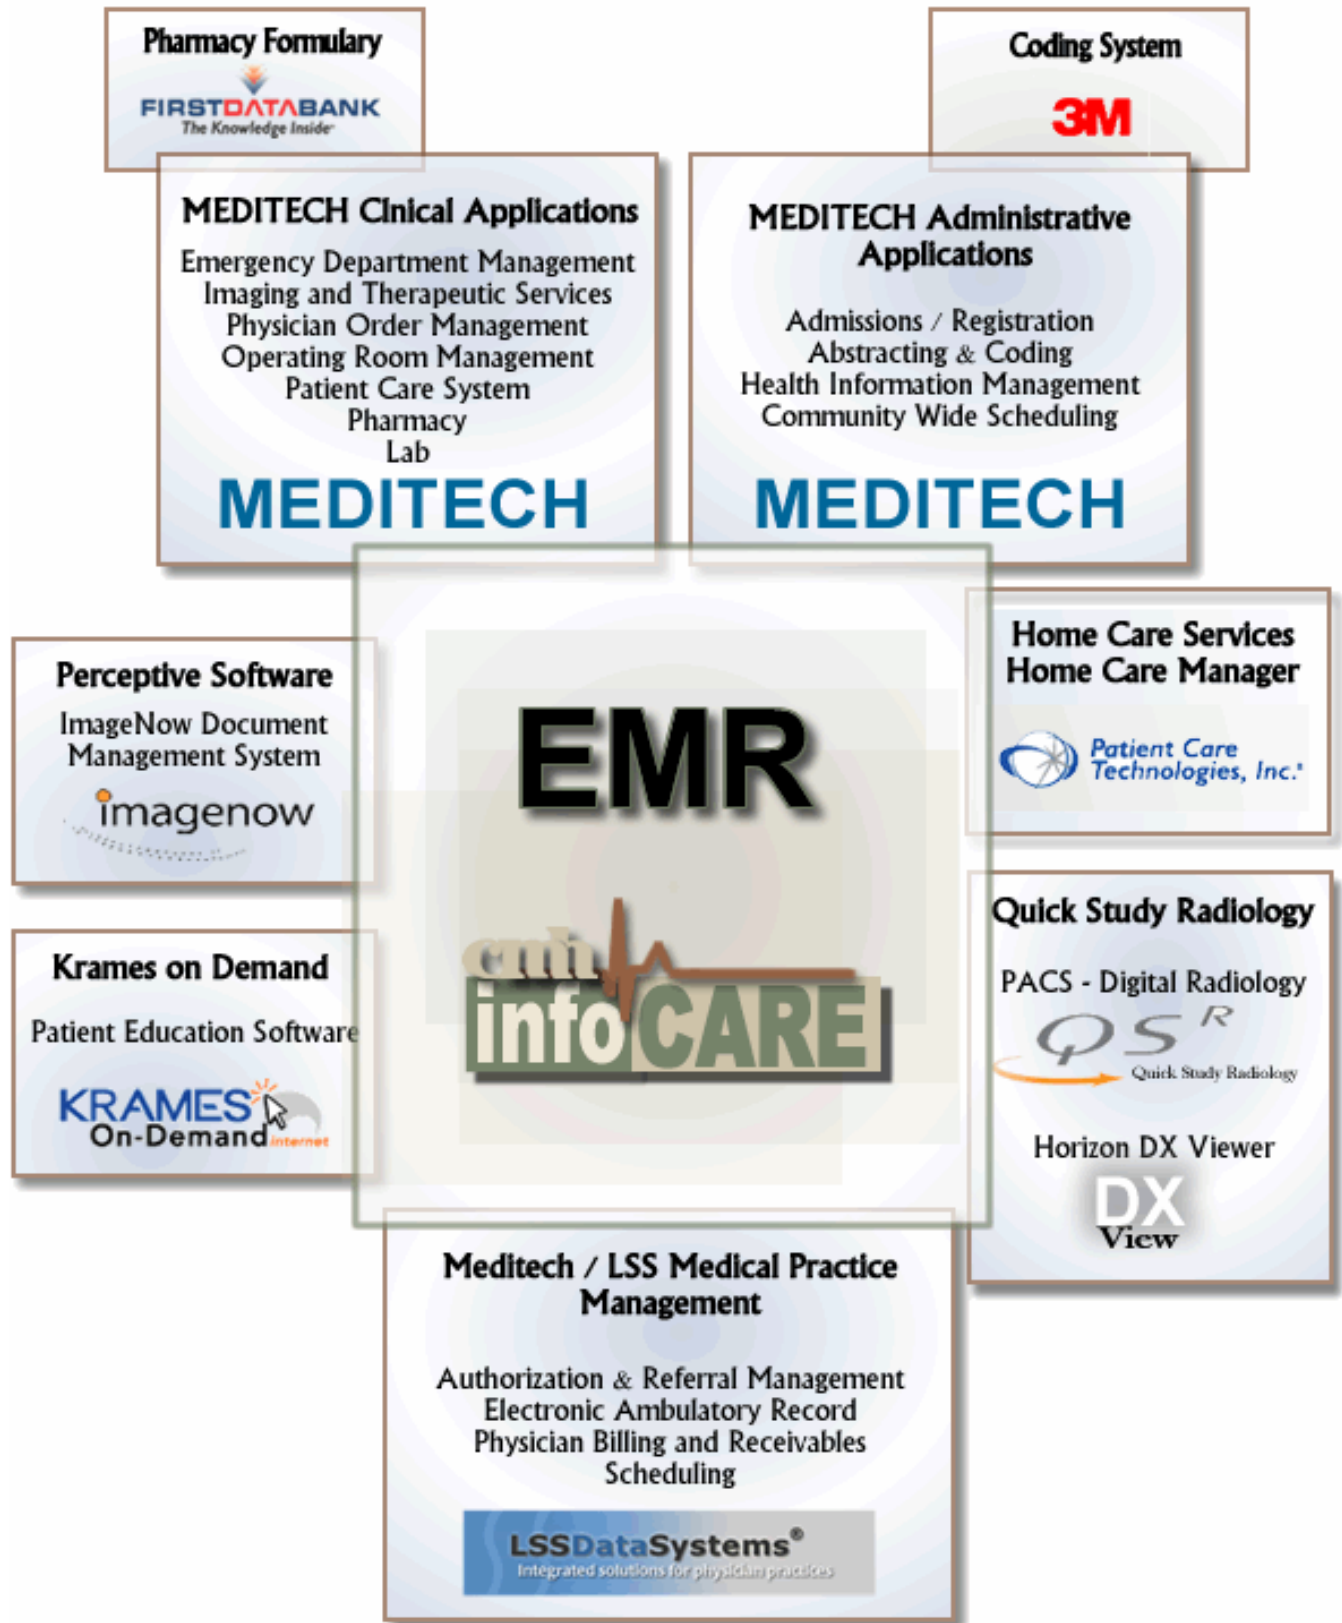 Pharmacy Formulary
FIRSTDATABANK
The Knowledge Inside
Coding System
3M
MEDITECH Clnical Applications
Emergency Department Management
Imaging and Therapeutic Services
Physician Order Management
Operating Room Management
Patient Care System
Pharmacy
Lab
MEDITECH
MEDITECH Administrative
Applications
Admissions / Registration
Abstracting & Coding
Health Information Management
Community Wide Scheduling
MEDITECH
Perceptive Software
ImageNow Document
Management System
imagenow
Krames on Demand
Patient Education Software
KRAMES
On-Demand internet
EMR
cmh
info CARE
Home Care Services
Home Care Manager
Patient Care
Technologies, Inc.®
Quick Study Radiology
PACS - Digital Radiology
QSR
Quick Study Radiology
Horizon DX Viewer
DX
View
Meditech / LSS Medical Practice
Management
Authorization & Referral Management
Electronic Ambulatory Record
Physician Billing and Receivables
Scheduling
LSSDataSystems®
Integrated solutions for physician practices